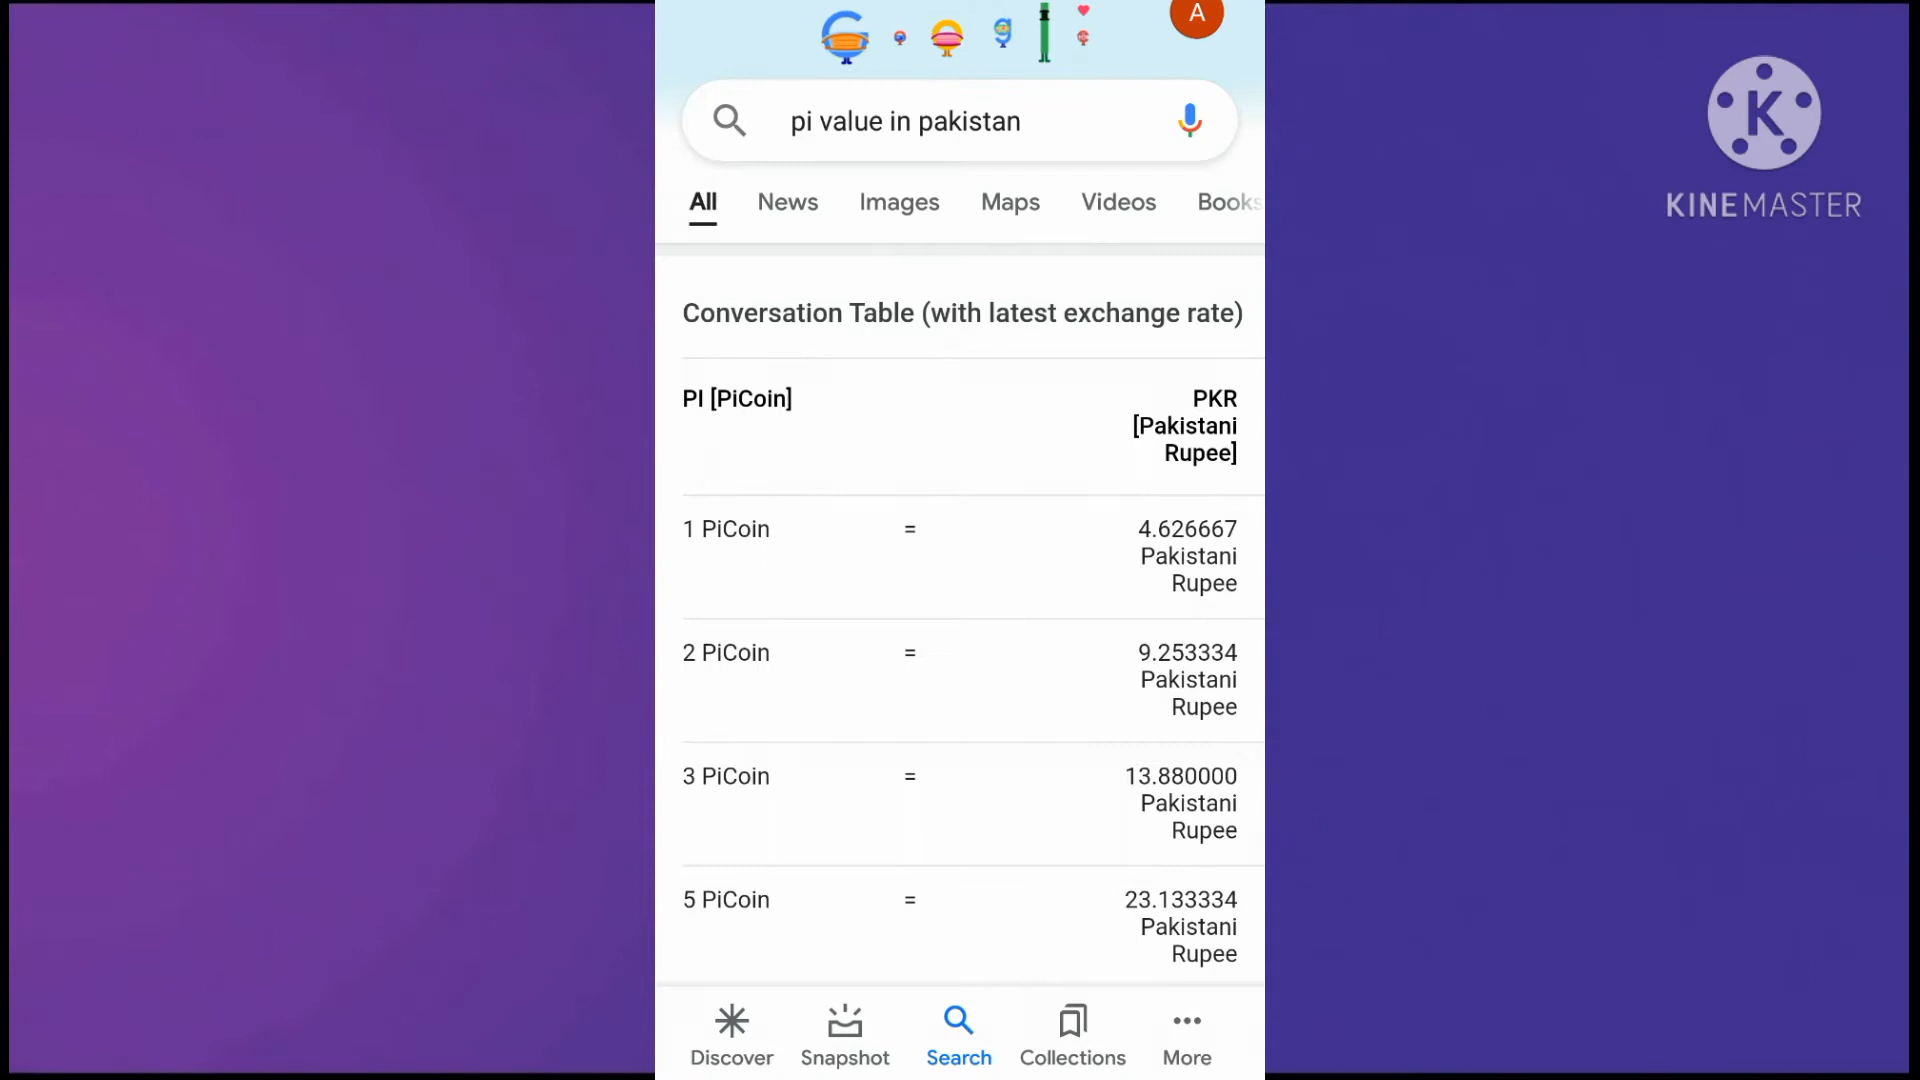 A
K
KINEMASTER
pi value in pakistan
All News Images Maps Videos Books
Conversation Table (with latest exchange rate)
PI [PiCoin] PKR
[Pakistani
Rupee]
1 PiCoin = 4.626667
Pakistani
Rupee
2 PiCoin = 9.253334
Pakistani
Rupee
3 PiCoin = 13.880000
Pakistani
Rupee
5 PiCoin = 23.133334
Pakistani
Rupee
Discover Snapshot Search Collections More